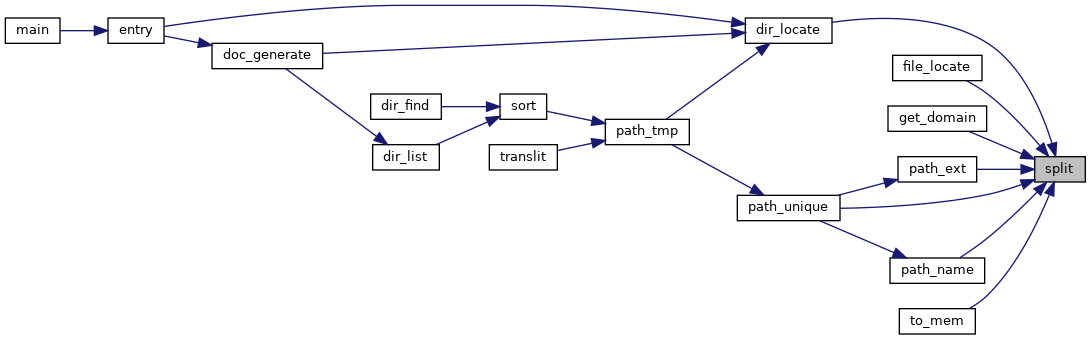 main
entry
doc_generate
dir_find
dir_list
sort
translit
path_tmp
dir_locate
path_unique
file_locate
get_domain
path_ext
path_name
to_mem
split